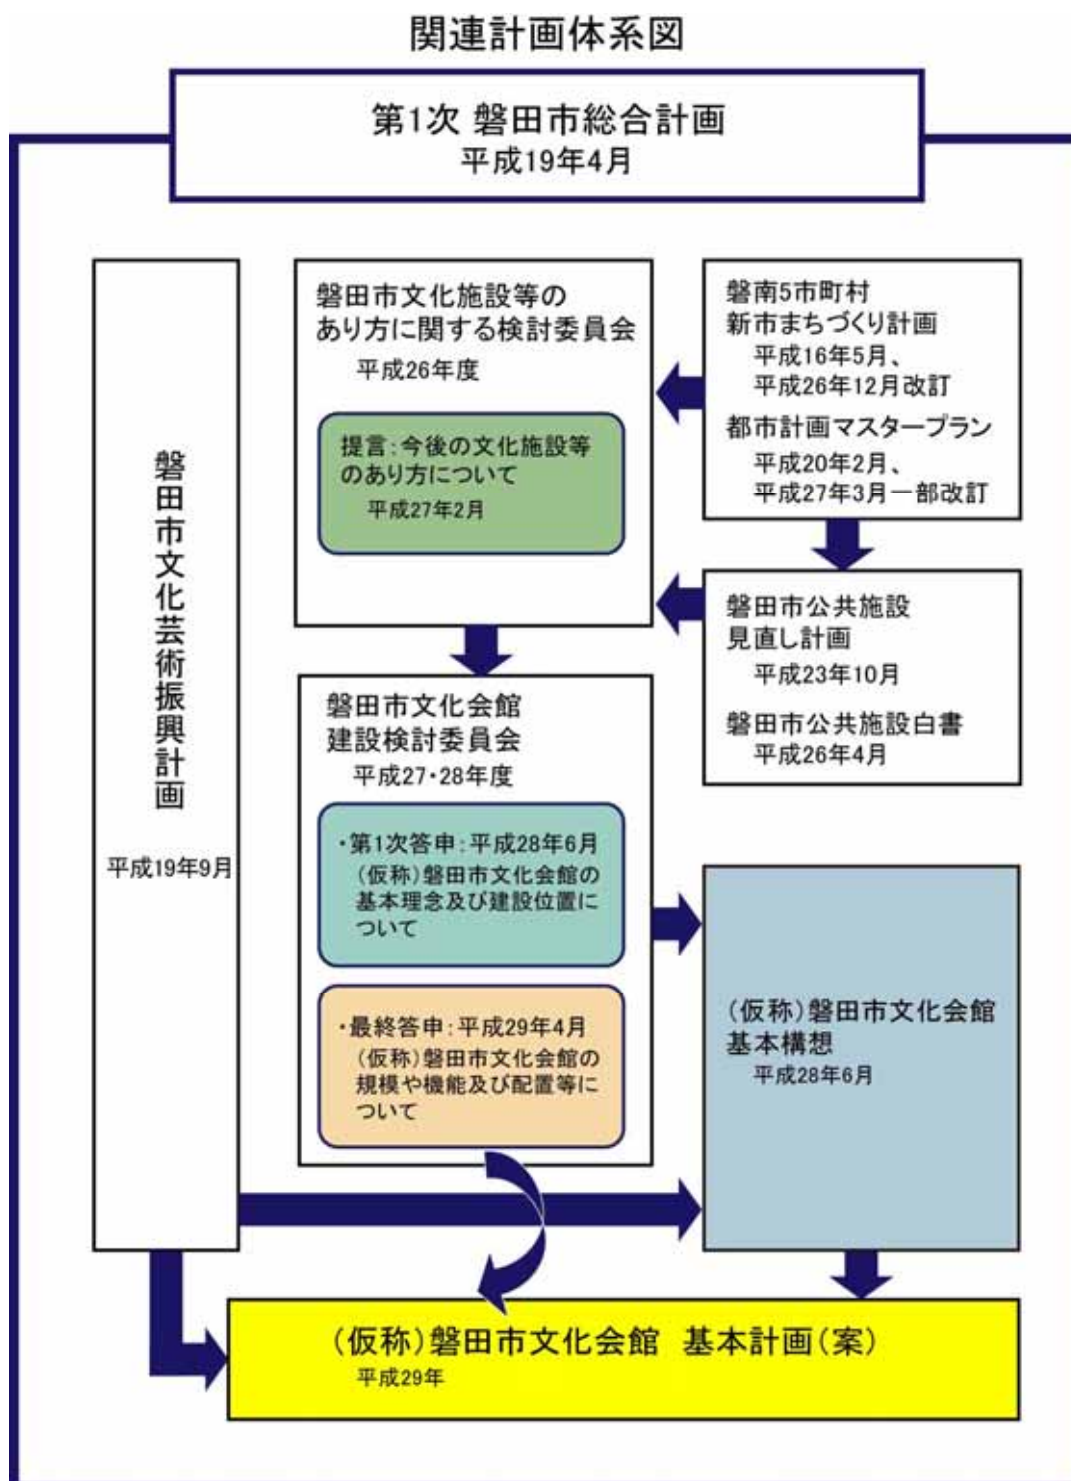 関連計画体系図
第1次 磐田市総合計画
平成19年4月
磐田市文化芸術振興計画
平成19年9月
磐田市文化施設等の
あり方に関する検討委員会
平成26年度
提言:今後の文化施設等
のあり方について
平成27年2月
磐南5市町村
新市まちづくり計画
平成16年5月、
平成26年12月改訂
都市計画マスタープラン
平成20年2月、
平成27年3月一部改訂
磐田市公共施設
見直し計画
平成23年10月
磐田市公共施設白書
平成26年4月
磐田市文化会館
建設検討委員会
平成27・28年度
・第1次答申:平成28年6月
(仮称)磐田市文化会館の
基本理念及び建設位置に
ついて
・最終答申:平成29年4月
(仮称)磐田市文化会館の
規模や機能及び配置等に
ついて
(仮称)磐田市文化会館
基本構想
平成28年6月
(仮称)磐田市文化会館 基本計画(案)
平成29年